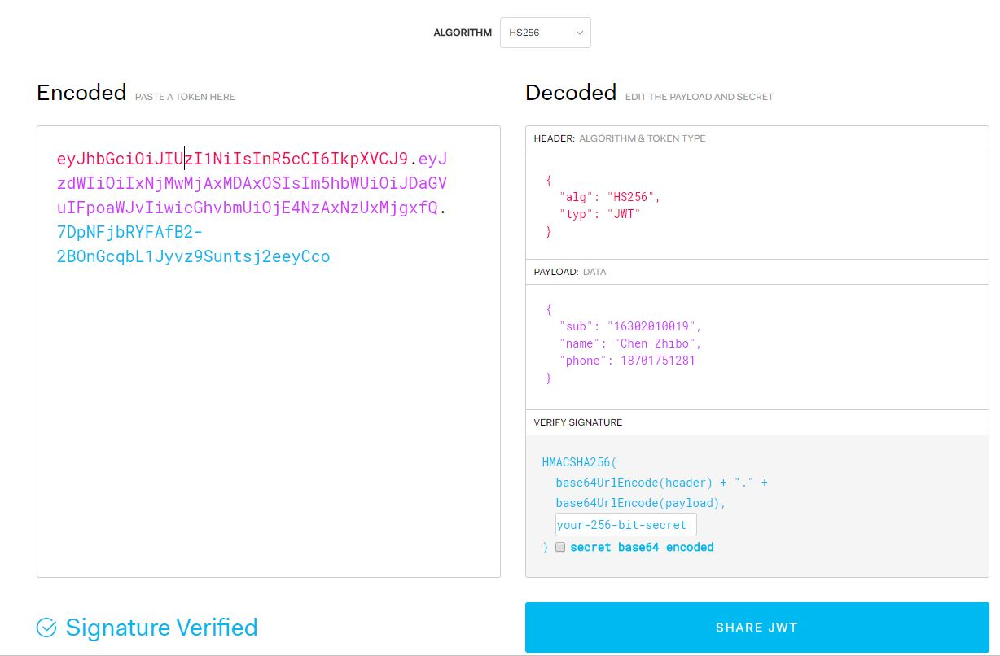 ALGORITHM HS256
Encoded PASTE A TOKEN HERE
eyJhbGciOiJIUzI1NiIsInR5cCI6IkpXVCJ9.eyJ
zdWIiOiIxNjMwMjAxMDAxOSIsIm5hbWUiOiJDaGV
uIFpoaWJvIiwicGhvbmUiOjE4NzAxNzUxMjgxfQ.
7DpNFjbRYFAfB2-
2BOnGcqbL1Jyvz9Suntsj2eeyCco
Decoded EDIT THE PAYLOAD AND SECRET
HEADER: ALGORITHM & TOKEN TYPE
{
"alg": "HS256",
"typ": "JWT"
}
PAYLOAD: DATA
{
"sub": "16302010019",
"name": "Chen Zhibo",
"phone": 18701751281
}
VERIFY SIGNATURE
HMACSHA256(
base64UrlEncode(header) + "." +
base64UrlEncode(payload),
your-256-bit-secret
) secret base64 encoded
Signature Verified
SHARE JWT